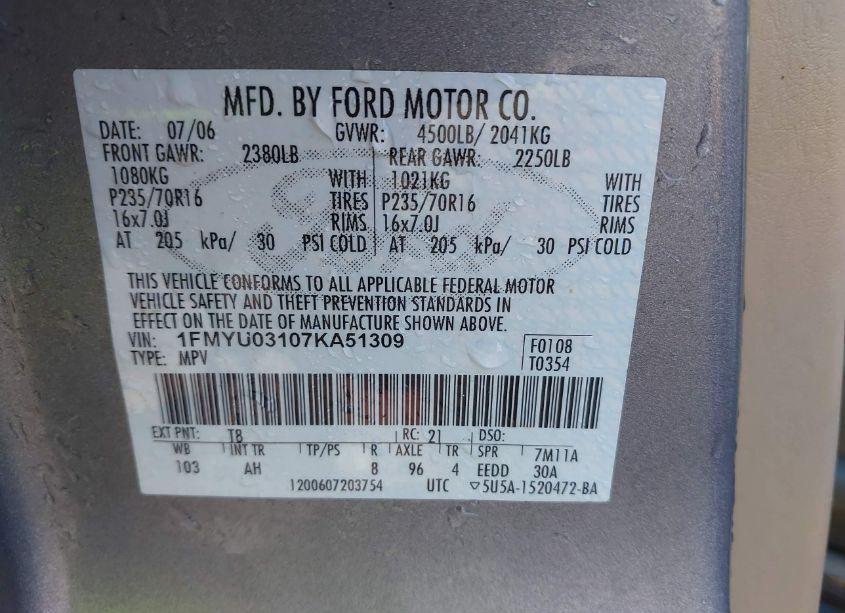 MFD. BY FORD MOTOR CO.
DATE: 07/06 GVWR: 4500LB/ 2041KG
FRONT GAWR: 2380LB REAR GAWR: 2250LB
1080KG WITH 1021KG WITH
P235/70R16 TIRES P235/70R16 TIRES
16x7.0J RIMS 16x7.0J RIMS
AT 205 kPa/ 30 PSI COLD AT 205 kPa/ 30 PSI COLD
THIS VEHICLE CONFORMS TO ALL APPLICABLE FEDERAL MOTOR
VEHICLE SAFETY AND THEFT PREVENTION STANDARDS IN
EFFECT ON THE DATE OF MANUFACTURE SHOWN ABOVE.
VIN: 1FMYU03107KA51309 F0108
TYPE: MPV T0354
EXT PNT: T8 RC: 21 DSO:
WB INT TR TP/PS R AXLE TR SPR 7M11A
103 AH 8 96 4 EEDD 30A
1200607203754 UTC ▽5U5A-1520472-BA